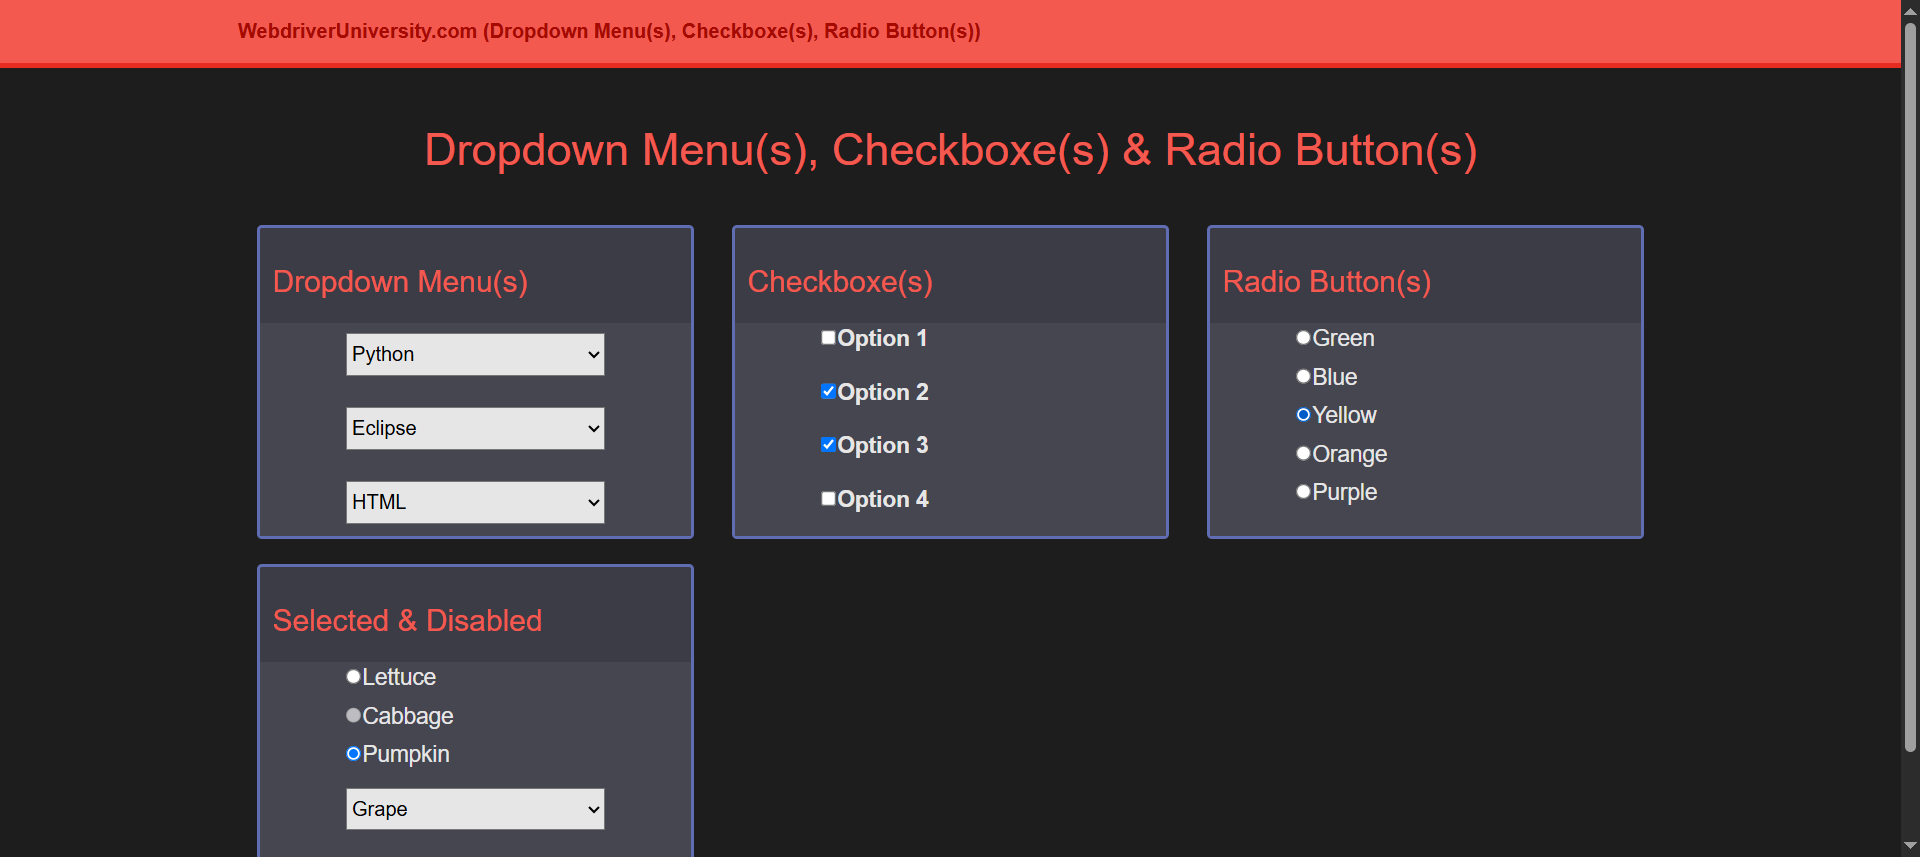 WebdriverUniversity.com (Dropdown Menu(s), Checkboxe(s), Radio Button(s))
Dropdown Menu(s), Checkboxe(s) & Radio Button(s)
Dropdown Menu(s)
Python
Eclipse
HTML
Checkboxe(s)
Option 1
Option 2
Option 3
Option 4
Radio Button(s)
Green
Blue
Yellow
Orange
Purple
Selected & Disabled
Lettuce
Cabbage
Pumpkin
Grape